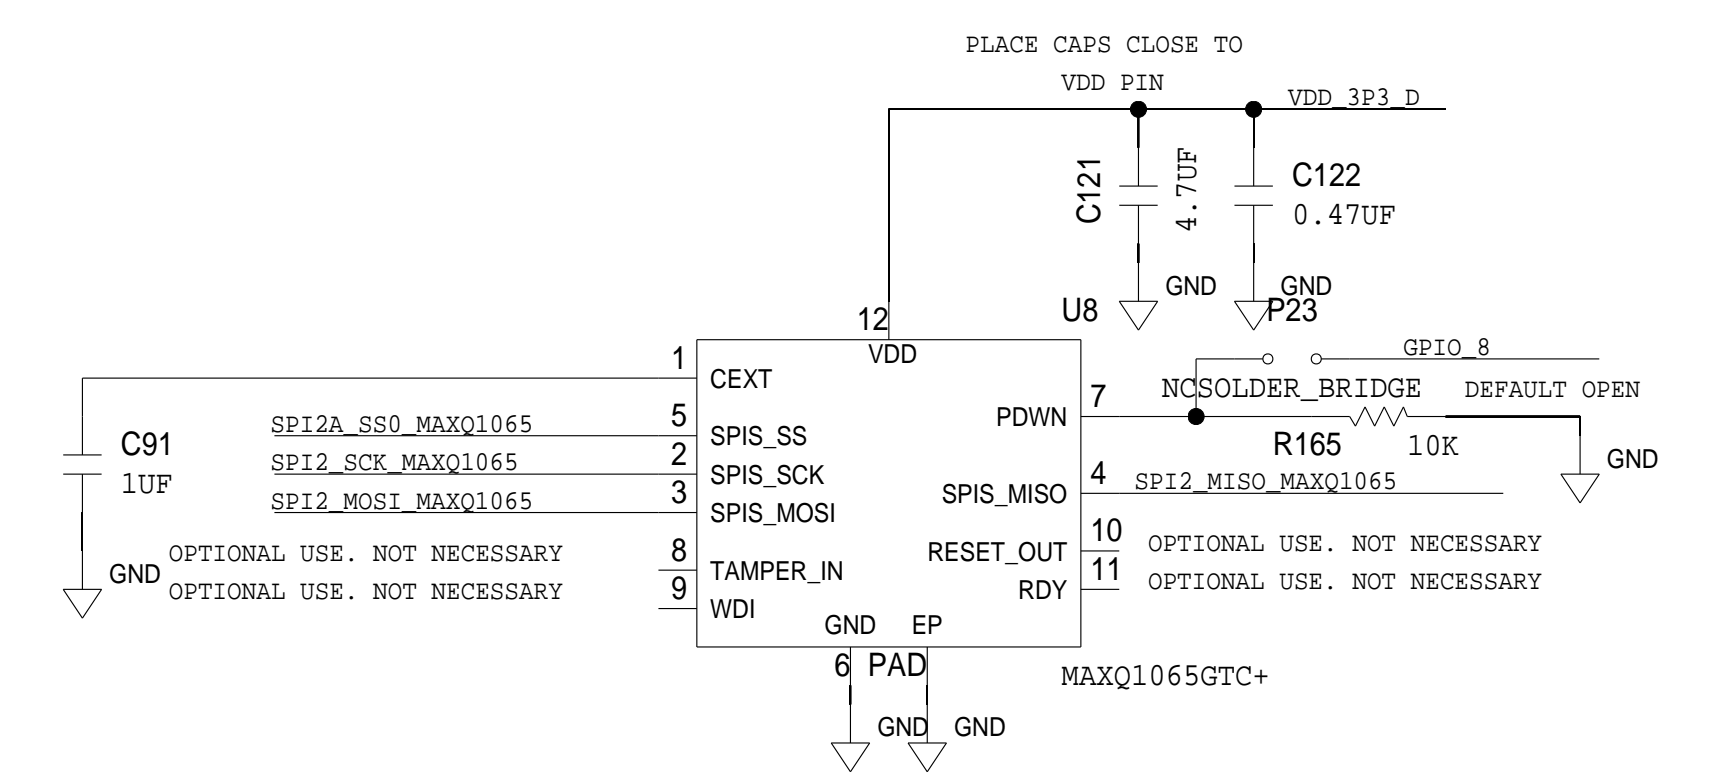 PLACE CAPS CLOSE TO
VDD PIN
VDD_3P3_D
C121
4.7UF
C122
0.47UF
GND
GND
U8
P23
12
VDD
1
CEXT
GPIO_8
NCSOLDER_BRIDGE
DEFAULT OPEN
7
PDWN
R165
10K
GND
C91
1UF
GND
SPI2A_SS0_MAXQ1065
5
SPIS_SS
SPI2_SCK_MAXQ1065
2
SPIS_SCK
SPI2_MOSI_MAXQ1065
3
SPIS_MOSI
SPIS_MISO
4
SPI2_MISO_MAXQ1065
OPTIONAL USE. NOT NECESSARY
8
TAMPER_IN
OPTIONAL USE. NOT NECESSARY
9
WDI
RESET_OUT
10
OPTIONAL USE. NOT NECESSARY
RDY
11
OPTIONAL USE. NOT NECESSARY
GND
EP
6
PAD
MAXQ1065GTC+
GND
GND